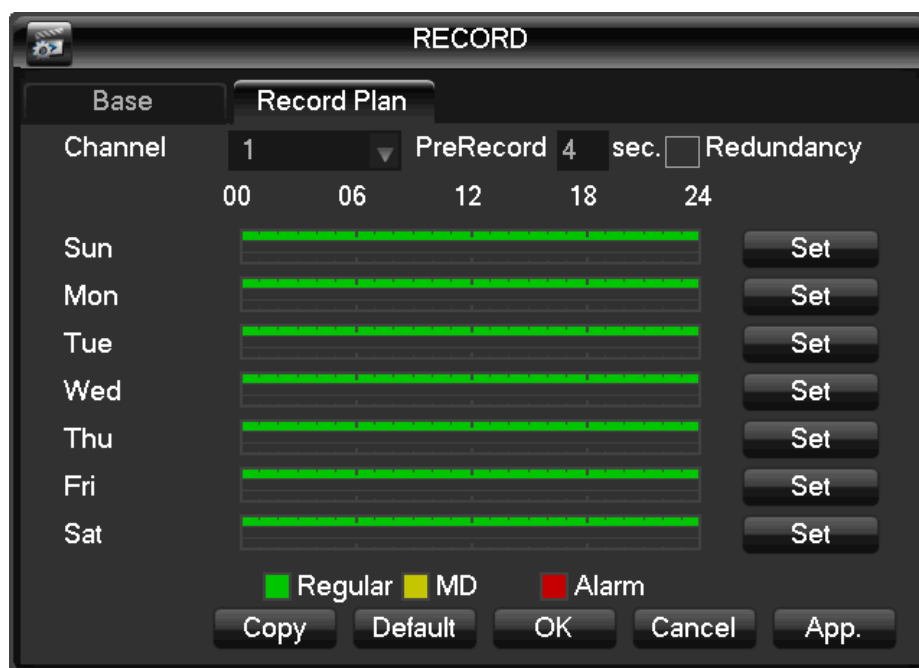 RECORD
Base Record Plan
Channel 1 PreRecord 4 sec. Redundancy
00 06 12 18 24
Sun Set
Mon Set
Tue Set
Wed Set
Thu Set
Fri Set
Sat Set
Regular MD Alarm
Copy Default OK Cancel App.